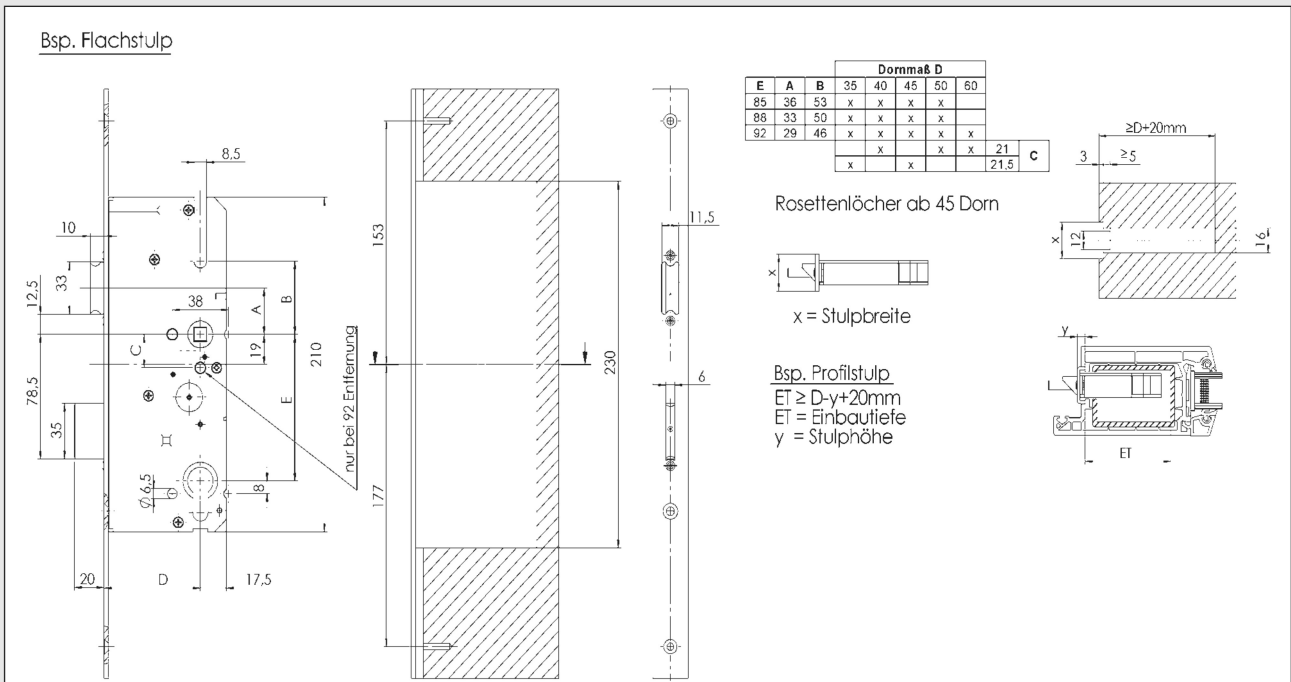 Bsp. Flachstulp
8,5
10
33
12,5
38
A
B
C
19
78,5
35
E
210
nur bei 92 Entfernung
Ø 6,5
8
20
D
17,5
153
177
230
11,5
6
Dornmaß D
E A B 35 40 45 50 60
85 36 53 x x x x
88 33 50 x x x x
92 29 46 x x x x x
x x x 21 C
x x 21,5
Rosettenlöcher ab 45 Dorn
x
x = Stulpbreite
Bsp. Profilstulp
ET ≥ D-y+20mm
ET = Einbautiefe
y = Stulphöhe
≥D+20mm
3 ≥5
x
12
16
y
ET